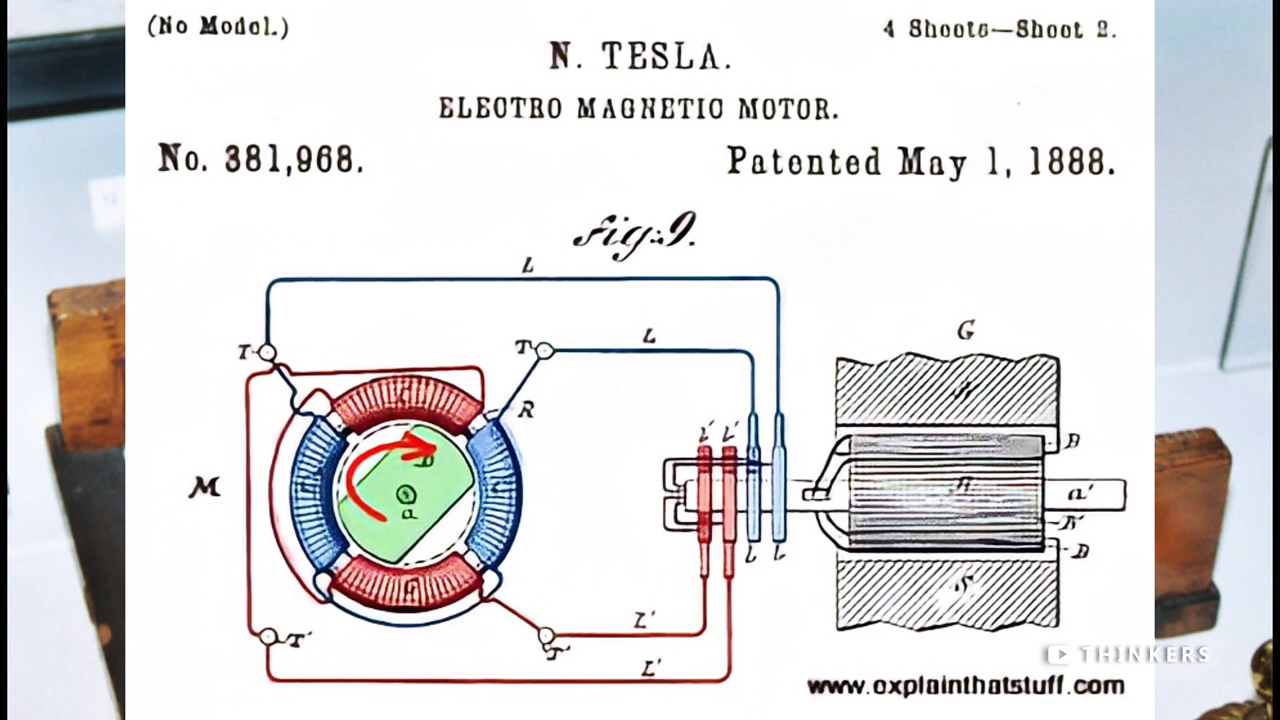 (No Model.)
4 Sheets—Sheet 2.
N. TESLA.
ELECTRO MAGNETIC MOTOR.
No. 381,968.
Patented May 1, 1888.
Fig. 9.
L
L
G
T
T
R
L' L'
B
M
D
A
a'
a
B'
B
L L
S
L'
T'
T'
L'
THINKERS
www.explainthatstuff.com